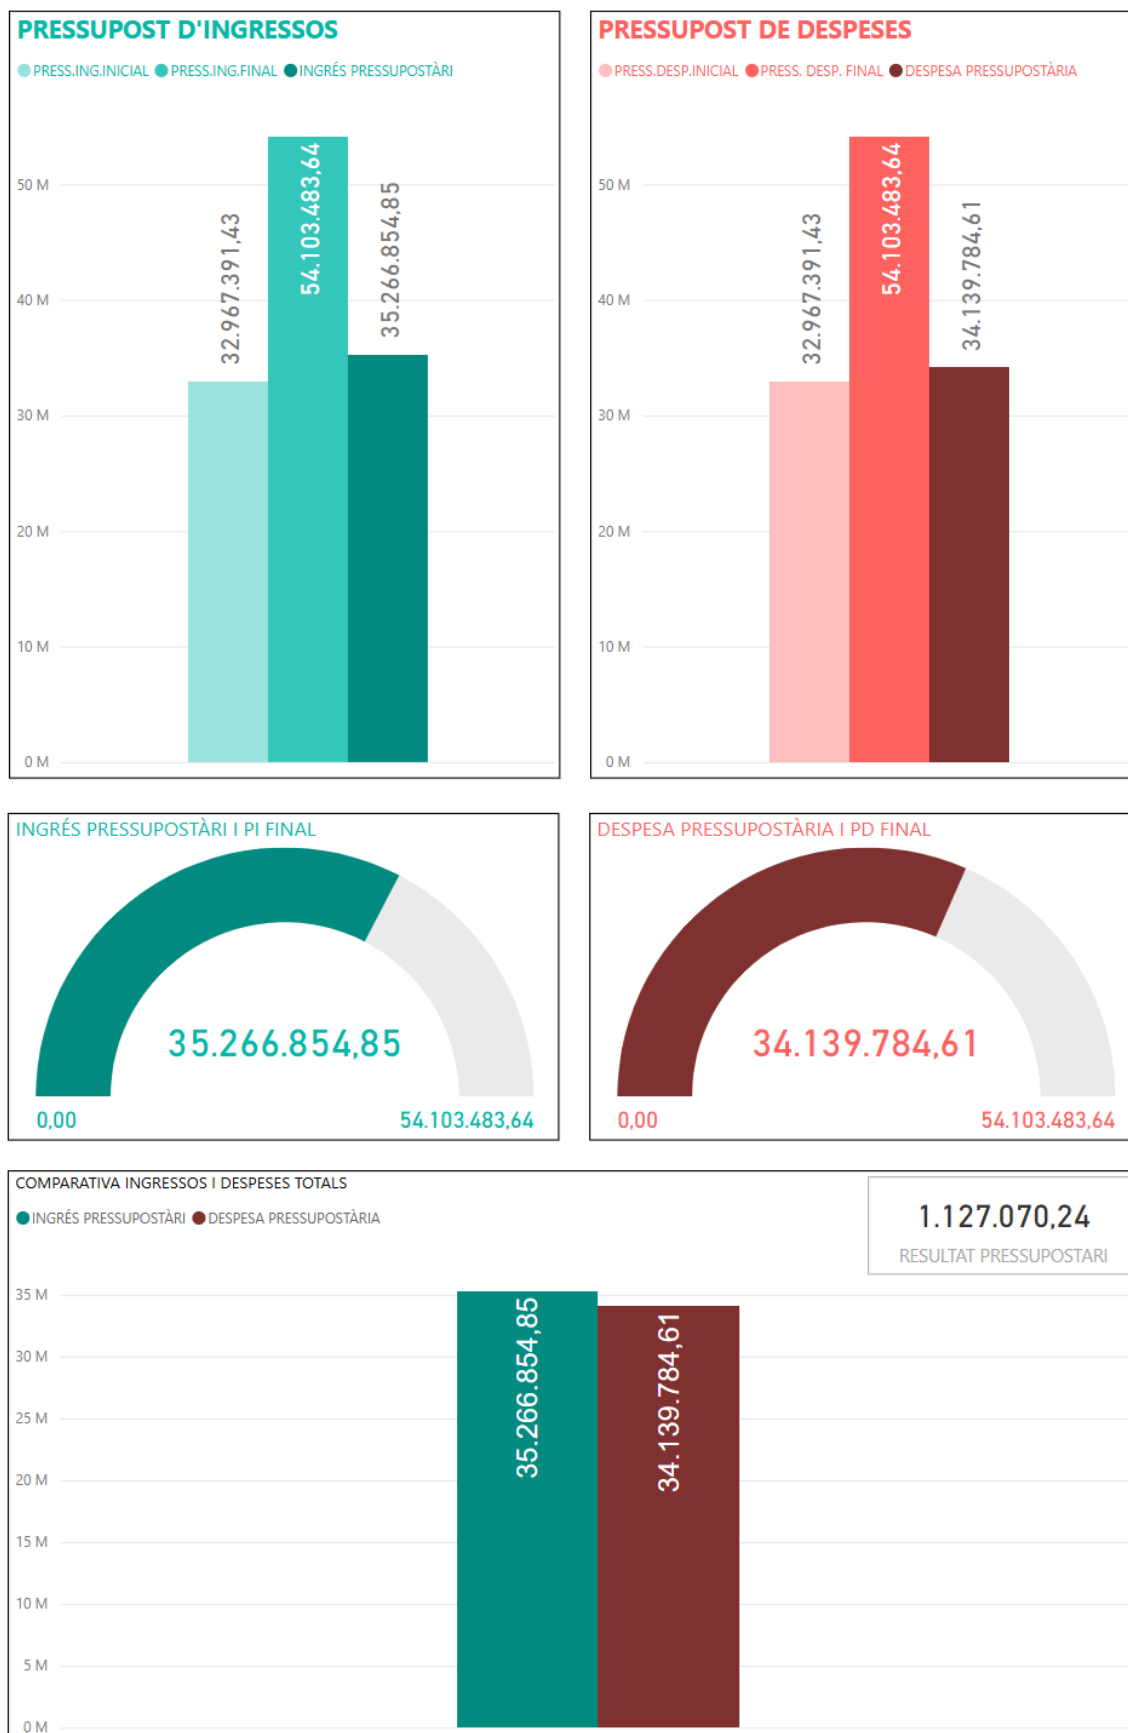 PRESSUPOST D'INGRESSOS
PRESS.ING.INICIAL PRESS.ING.FINAL INGRÉS PRESSUPOSTÀRI
50 M
40 M
30 M
20 M
10 M
0 M
32.967.391,43
54.103.483,64
35.266.854,85
PRESSUPOST DE DESPESES
PRESS.DESP.INICIAL PRESS. DESP. FINAL DESPESA PRESSUPOSTÀRIA
50 M
40 M
30 M
20 M
10 M
0 M
32.967.391,43
54.103.483,64
34.139.784,61
INGRÉS PRESSUPOSTÀRI I PI FINAL
35.266.854,85
0,00
54.103.483,64
DESPESA PRESSUPOSTÀRIA I PD FINAL
34.139.784,61
0,00
54.103.483,64
COMPARATIVA INGRESSOS I DESPESES TOTALS
INGRÉS PRESSUPOSTÀRI DESPESA PRESSUPOSTÀRIA
1.127.070,24
RESULTAT PRESSUPOSTARI
35 M
30 M
25 M
20 M
15 M
10 M
5 M
0 M
35.266.854,85
34.139.784,61